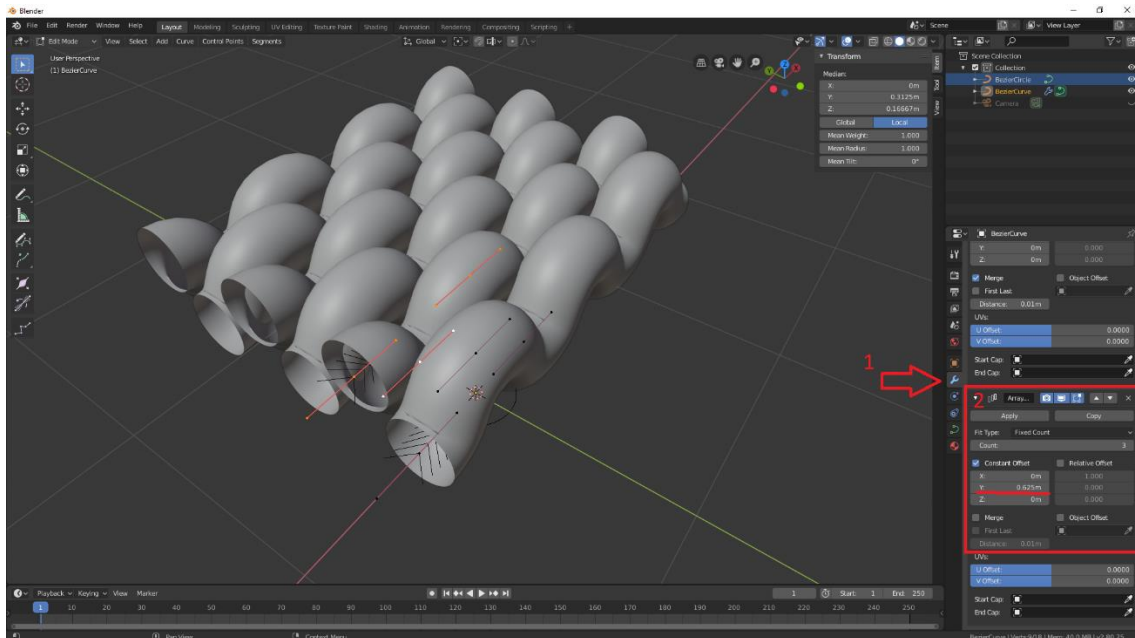 Blender
File Edit Render Window Help Layout Modeling Sculpting UV Editing Texture Paint Shading Animation Rendering Compositing Scripting + Scene View Layer
Edit Mode View Select Add Curve Control Points Segments Global
User Perspective
(1) BezierCurve
Transform
Median:
X: 0m
Y: 0.3125m
Z: 0.16667m
Global Local
Mean Weight: 1.000
Mean Radius: 1.000
Mean Tilt: 0°
Item
Tool
View
Scene Collection
Collection
BezierCircle
BezierCurve
Camera
BezierCurve
Y: 0m 0.000
Z: 0m 0.000
Merge Object Offset
First Last
Distance: 0.01m
UVs:
U Offset: 0.0000
V Offset: 0.0000
Start Cap:
End Cap:
1
2 Array...
Apply Copy
Fit Type: Fixed Count
Count: 3
Constant Offset Relative Offset
X: 0m 1.000
Y: 0.625m 0.000
Z: 0m 0.000
Merge Object Offset
First Last
Distance: 0.01m
UVs:
U Offset: 0.0000
V Offset: 0.0000
Start Cap:
End Cap:
Playback Keying View Marker 1 Start: 1 End: 250
1 10 20 30 40 50 60 70 80 90 100 110 120 130 140 150 160 170 180 190 200 210 220 230 240 250
Pan View Context Menu